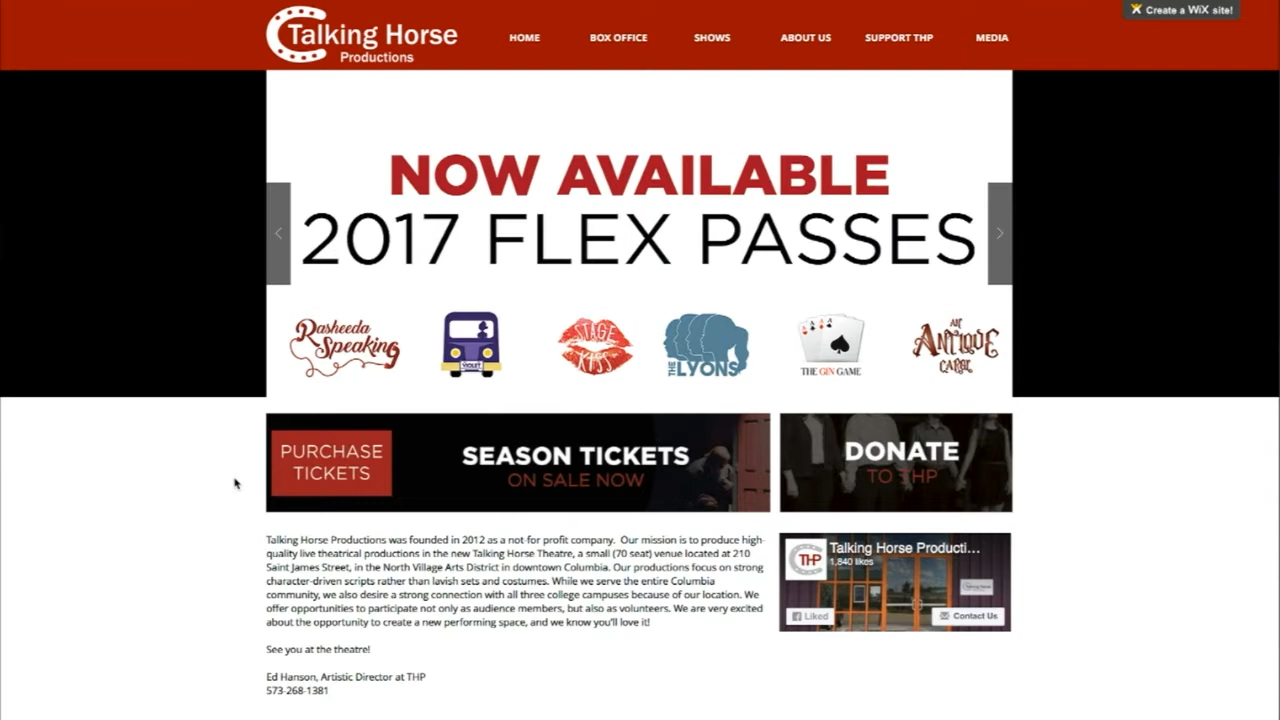 Talking Horse
Productions
HOME BOX OFFICE SHOWS ABOUT US SUPPORT THP MEDIA
Create a WiX site!
NOW AVAILABLE
2017 FLEX PASSES
Rasheeda
Speaking
VIOLET
STAGE
KISS
THE LYONS
THE GIN GAME
AN
ANTIQUE
CAROL
PURCHASE
TICKETS
SEASON TICKETS
ON SALE NOW
DONATE
TO THP
Talking Horse Productions was founded in 2012 as a not-for profit company. Our mission is to produce high-
quality live theatrical productions in the new Talking Horse Theatre, a small (70 seat) venue located at 210
Saint James Street, in the North Village Arts District in downtown Columbia. Our productions focus on strong
character-driven scripts rather than lavish sets and costumes. While we serve the entire Columbia
community, we also desire a strong connection with all three college campuses because of our location. We
offer opportunities to participate not only as audience members, but also as volunteers. We are very excited
about the opportunity to create a new performing space, and we know you'll love it!
See you at the theatre!
Ed Hanson, Artistic Director at THP
573-268-1381
THP
Talking Horse Producti...
1,840 likes
Liked
Contact Us